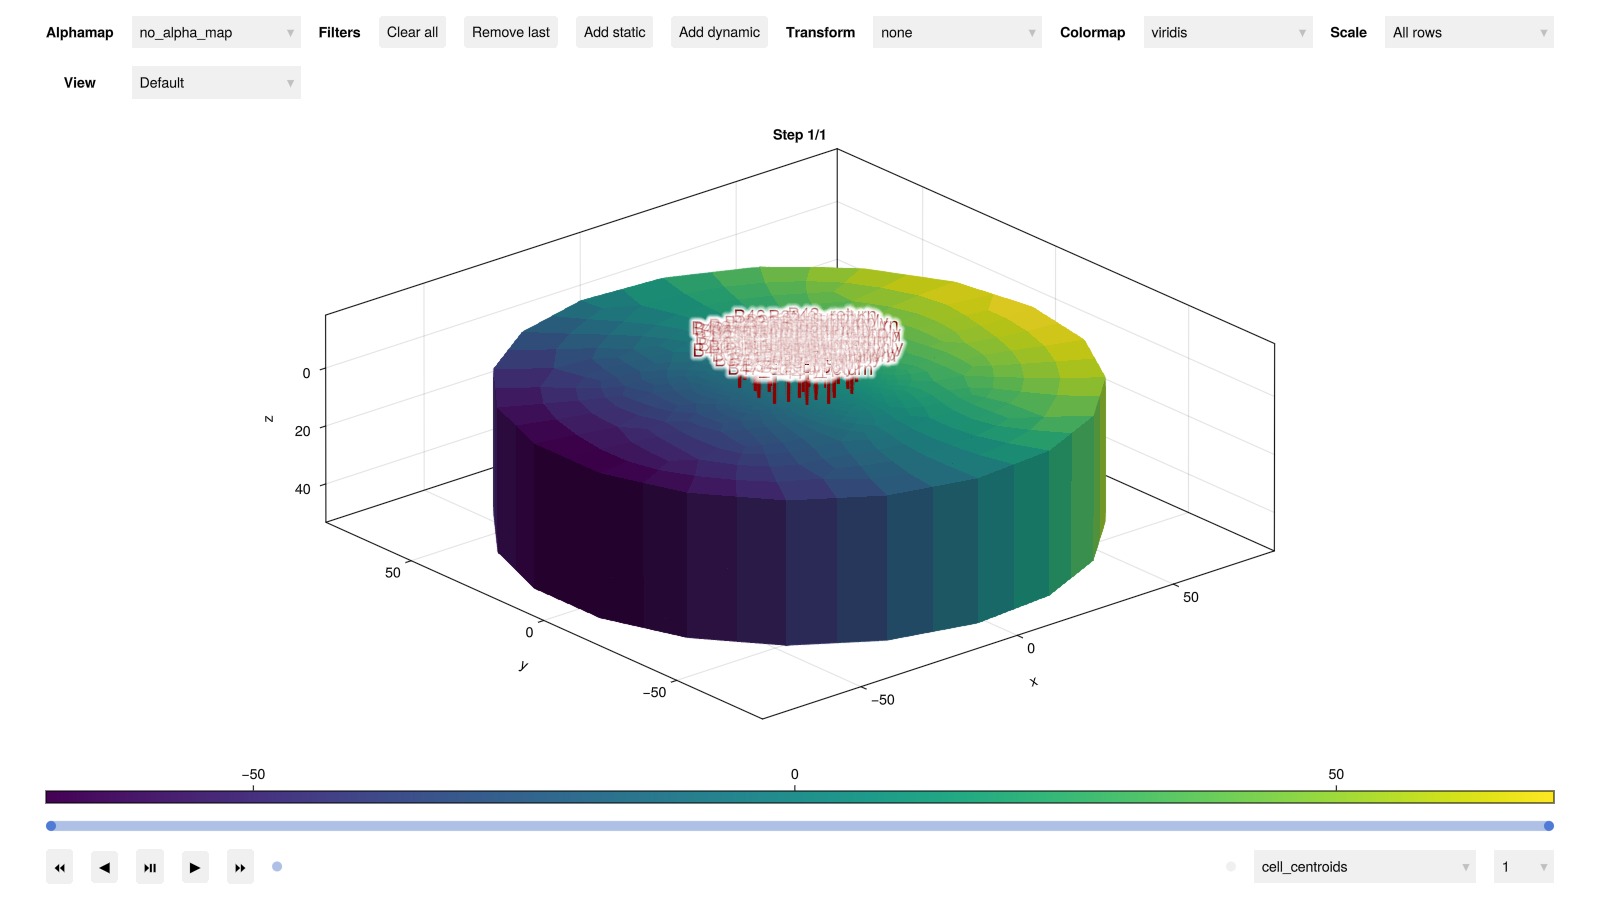 Alphamap no_alpha_map Filters Clear all Remove last Add static Add dynamic Transform none Colormap viridis Scale All rows
View Default
Step 1/1
0
20
40
z
50
0
−50
y
50
0
−50
x
−50 0 50
cell_centroids 1